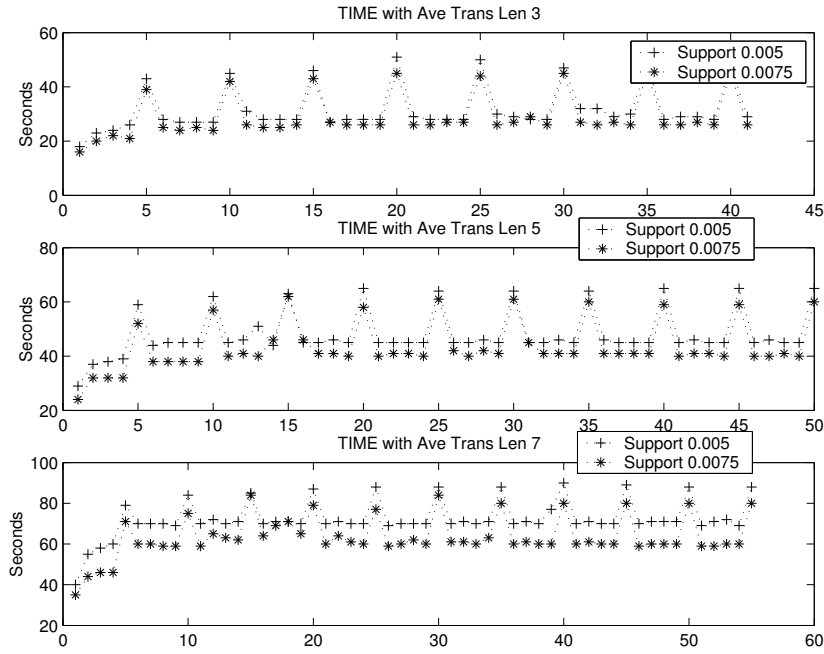 TIME with Ave Trans Len 3
60
40
20
0
Seconds
Support 0.005
Support 0.0075
0 5 10 15 20 25 30 35 40 45
TIME with Ave Trans Len 5
80
60
40
20
Seconds
Support 0.005
Support 0.0075
0 5 10 15 20 25 30 35 40 45 50
TIME with Ave Trans Len 7
100
80
60
40
20
Seconds
Support 0.005
Support 0.0075
0 10 20 30 40 50 60